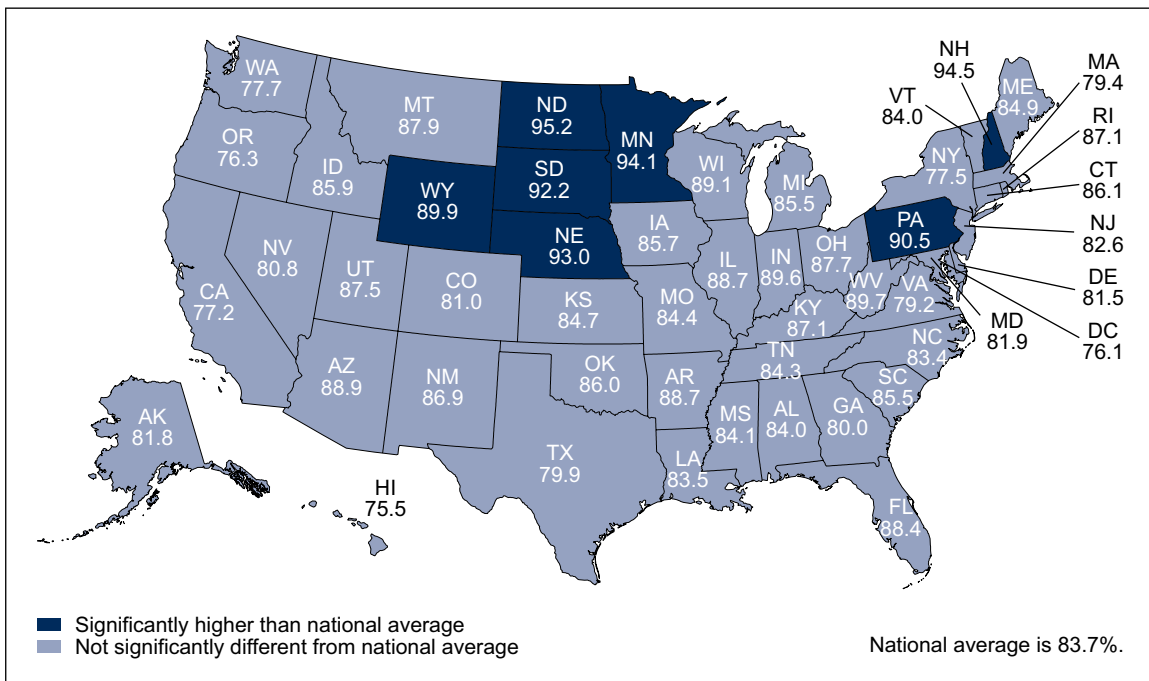 WA
77.7
OR
76.3
CA
77.2
NV
80.8
ID
85.9
MT
87.9
WY
89.9
UT
87.5
CO
81.0
AZ
88.9
NM
86.9
ND
95.2
SD
92.2
NE
93.0
KS
84.7
OK
86.0
TX
79.9
MN
94.1
IA
85.7
MO
84.4
AR
88.7
LA
83.5
WI
89.1
IL
88.7
MI
85.5
IN
89.6
OH
87.7
KY
87.1
TN
84.3
MS
84.1
AL
84.0
GA
80.0
FL
88.4
SC
85.5
NC
83.4
VA
79.2
WV
89.7
PA
90.5
NY
77.5
VT
84.0
NH
94.5
ME
84.9
MA
79.4
RI
87.1
CT
86.1
NJ
82.6
DE
81.5
DC
76.1
MD
81.9
AK
81.8
HI
75.5
Significantly higher than national average
Not significantly different from national average
National average is 83.7%.